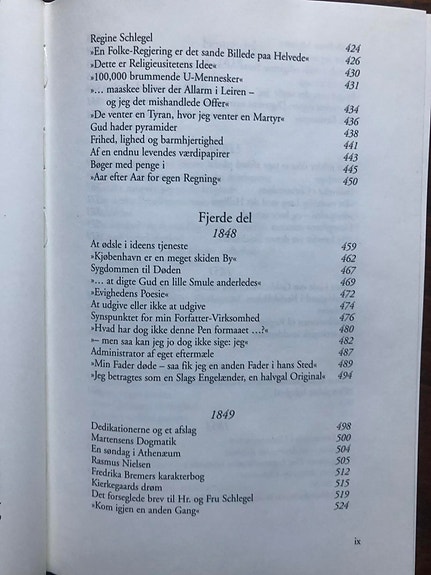 Regine Schlegel 424
»En Folke-Regjering er det sande Billede paa Helvede« 426
»Dette er Religieusitetens Idee« 430
»100,000 brummende U-Mennesker« 431
»… maaskee bliver der Allarm i Leiren –
og jeg det mishandlede Offer« 434
»De venter en Tyran, hvor jeg venter en Martyr« 436
Gud hader pyramider 438
Frihed, lighed og barmhjertighed 441
Af en endnu levendes værdipapirer 443
Bøger med penge i 445
»Aar efter Aar for egen Regning« 450
Fjerde del
1848
At ødsle i ideens tjeneste 459
»Kjøbenhavn er en meget skiden By« 462
Sygdommen til Døden 467
»… at digte Gud en lille Smule anderledes« 469
»Evighedens Poesie« 472
At udgive eller ikke at udgive 474
Synspunktet for min Forfatter-Virksomhed 476
»Hvad har dog ikke denne Pen formaaet …?« 480
»– men saa kan jeg jo dog ikke sige: jeg« 482
Administrator af eget eftermæle 487
»Min Fader døde – saa fik jeg en anden Fader i hans Sted« 489
»Jeg betragtes som en Slags Engelænder, en halvgal Original« 494
1849
Dedikationerne og et afslag 498
Martensens Dogmatik 500
En søndag i Athenæum 504
Rasmus Nielsen 505
Fredrika Bremers karakterbog 512
Kierkegaards drøm 515
Det forseglede brev til Hr. og Fru Schlegel 519
»Kom igjen en anden Gang« 524
ix